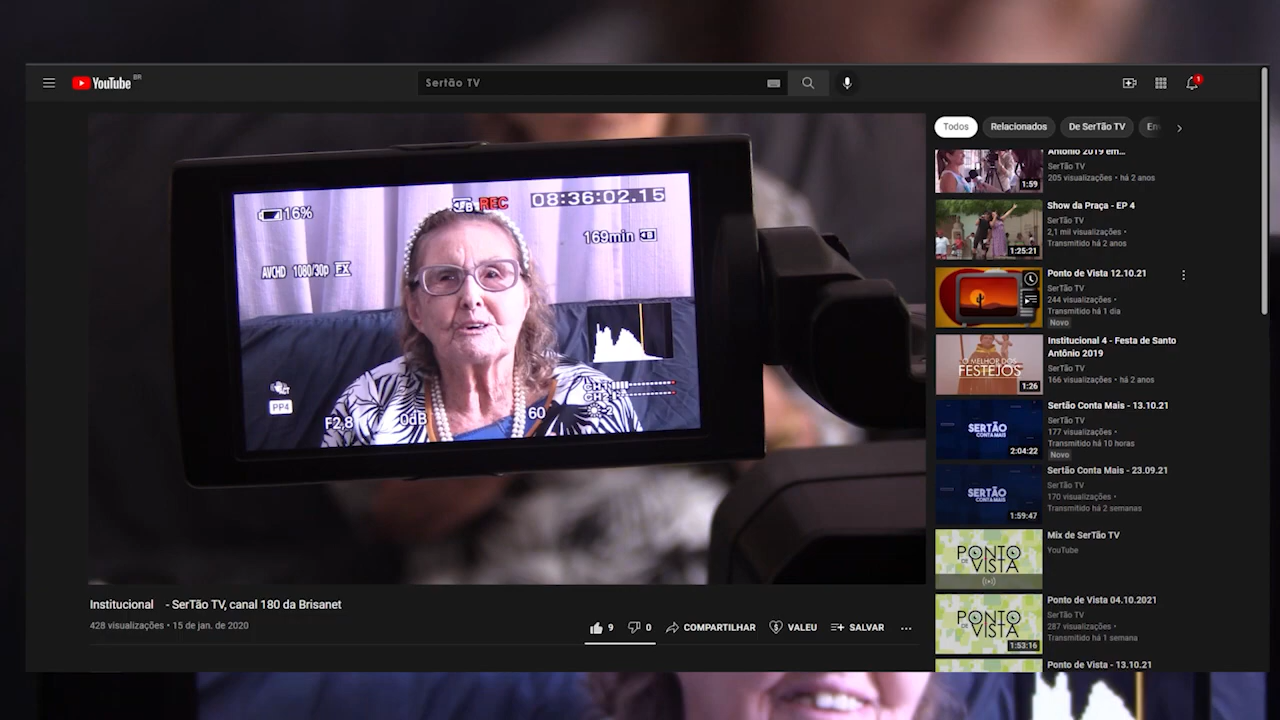 YouTube BR
Sertão TV
1
16%
REC
08:36:02.15
169min
AVCHD 1080/30p FX
PP4
F2,8
0dB
60
CH1
CH2
-2
Institucional - SerTão TV, canal 180 da Brisanet
428 visualizações • 15 de jan. de 2020
9
0
COMPARTILHAR
VALEU
SALVAR
Todos
Relacionados
De SerTão TV
Antônio 2019 em...
SerTão TV
205 visualizações • há 2 anos
1:59
Show da Praça - EP 4
SerTão TV
2,1 mil visualizações •
Transmitido há 2 anos
1:25:21
Ponto de Vista 12.10.21
SerTão TV
244 visualizações •
Transmitido há 1 dia
Novo
Institucional 4 - Festa de Santo
Antônio 2019
SerTão TV
166 visualizações • há 2 anos
O MELHOR DOS
FESTEJOS
1:26
Sertão Conta Mais - 13.10.21
SerTão TV
177 visualizações •
Transmitido há 10 horas
Novo
SERTÃO
CONTA MAIS
2:04:22
Sertão Conta Mais - 23.09.21
SerTão TV
170 visualizações •
Transmitido há 2 semanas
SERTÃO
CONTA MAIS
1:59:47
Mix de SerTão TV
YouTube
PONTO
DE VISTA
Ponto de Vista 04.10.2021
SerTão TV
287 visualizações •
Transmitido há 1 semana
PONTO
DE VISTA
1:53:16
Ponto de Vista - 13.10.21